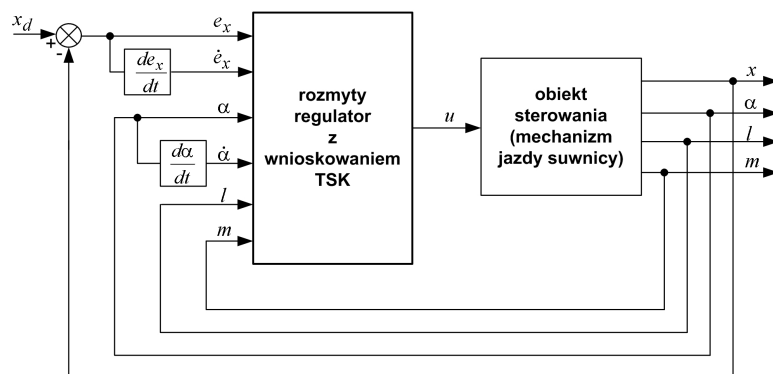 x_d
+
-
e_x
de_x
dt
ė_x
α
dα
dt
α̇
l
m
rozmyty
regulator
z
wnioskowaniem
TSK
u
obiekt
sterowania
(mechanizm
jazdy suwnicy)
x
α
l
m